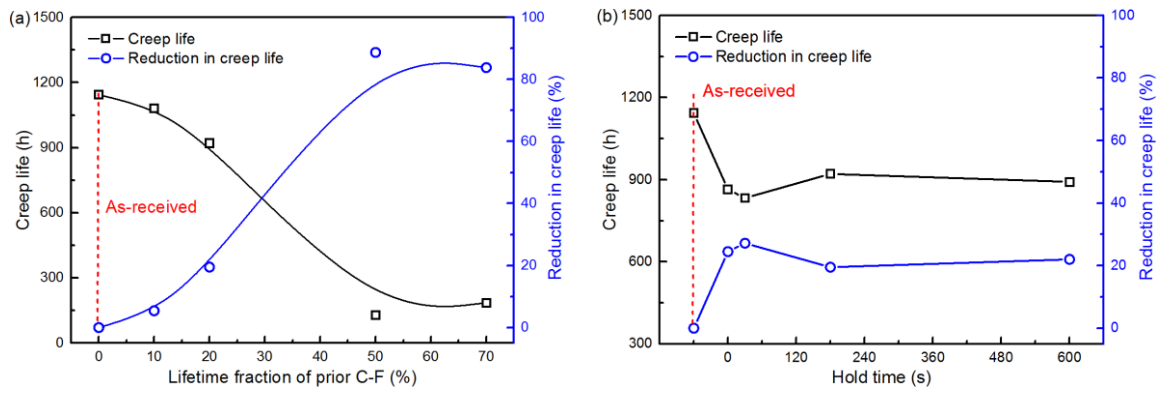 (a)
1500
1200
900
600
300
0
Creep life (h)
Creep life
Reduction in creep life
As-received
100
80
60
40
20
0
Reduction in creep life (%)
0 10 20 30 40 50 60 70
Lifetime fraction of prior C-F (%)
(b)
1500
1200
900
600
300
Creep life (h)
Creep life
Reduction in creep life
As-received
100
80
60
40
20
0
Reduction in creep life (%)
0 120 240 360 480 600
Hold time (s)